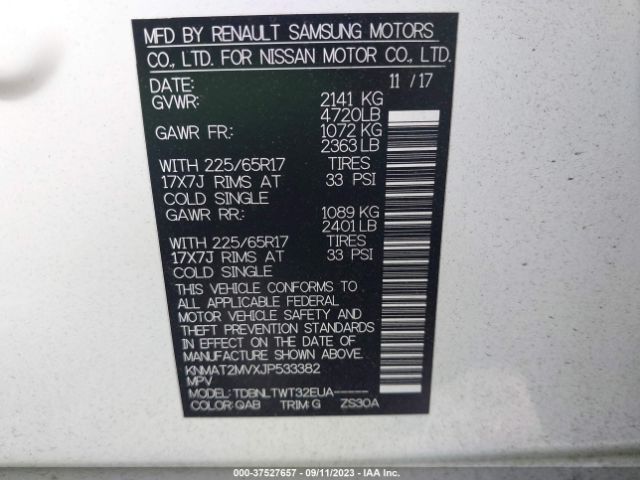 MFD BY RENAULT SAMSUNG MOTORS
CO., LTD. FOR NISSAN MOTOR CO., LTD.
DATE: 11 / 17
GVWR: 2141 KG
4720LB
GAWR FR: 1072 KG
2363 LB
WITH 225/65R17 TIRES
17X7J RIMS AT 33 PSI
COLD SINGLE
GAWR RR: 1089 KG
2401 LB
WITH 225/65R17 TIRES
17X7J RIMS AT 33 PSI
COLD SINGLE
THIS VEHICLE CONFORMS TO
ALL APPLICABLE FEDERAL
MOTOR VEHICLE SAFETY AND
THEFT PREVENTION STANDARDS
IN EFFECT ON THE DATE OF
MANUFACTURE SHOWN ABOVE.
KNMAT2MVXJP533382
MPV
MODEL: TDBNLTWT32EUA-----
COLOR: QAB TRIM: G ZS30A
000-37527657 - 09/11/2023 - IAA Inc.